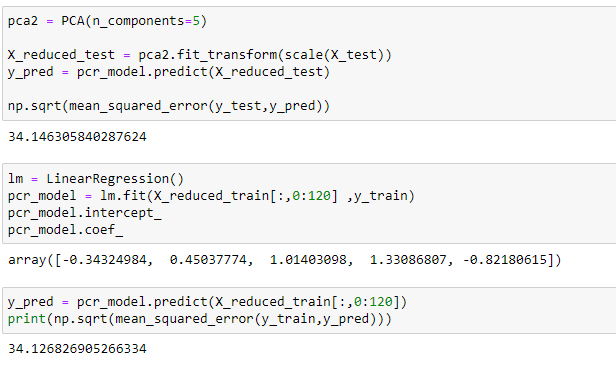 pca2 = PCA(n_components=5)
X_reduced_test = pca2.fit_transform(scale(X_test))
y_pred = pcr_model.predict(X_reduced_test)
np.sqrt(mean_squared_error(y_test,y_pred))
34.146305840287624
lm = LinearRegression()
pcr_model = lm.fit(X_reduced_train[:,0:120] ,y_train)
pcr_model.intercept_
pcr_model.coef_
array([-0.34324984,  0.45037774,  1.01403098,  1.33086807, -0.82180615])
y_pred = pcr_model.predict(X_reduced_train[:,0:120])
print(np.sqrt(mean_squared_error(y_train,y_pred)))
34.126826905266334